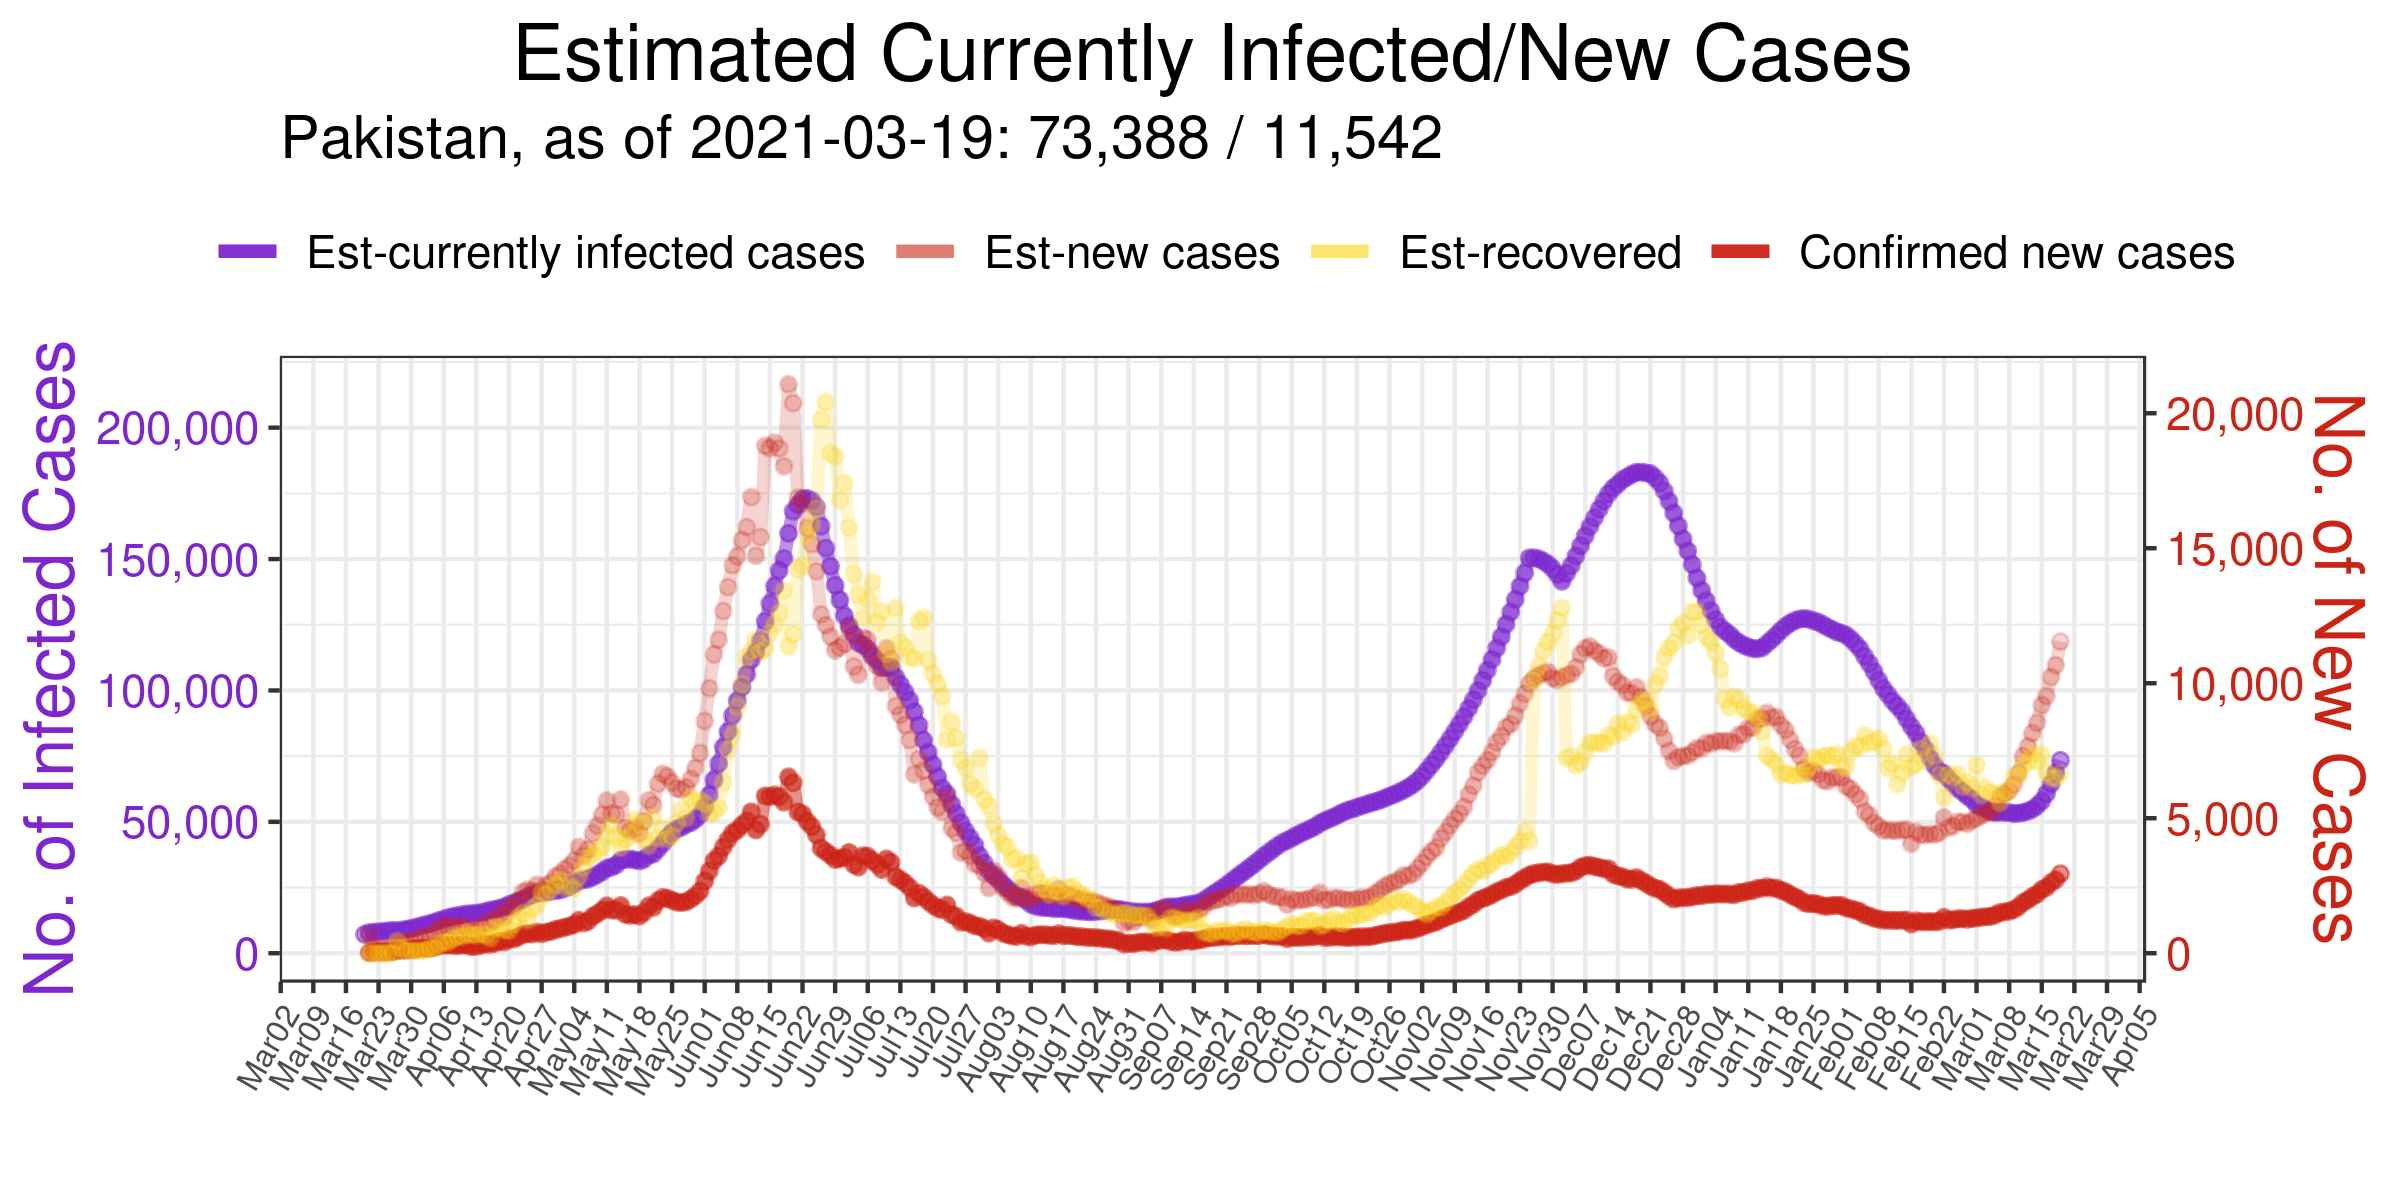 Estimated Currently Infected/New Cases
Pakistan, as of 2021-03-19: 73,388 / 11,542
Est-currently infected cases Est-new cases Est-recovered Confirmed new cases
No. of Infected Cases
200,000
150,000
100,000
50,000
0
20,000
15,000
10,000
5,000
0
No. of New Cases
Mar02 Mar09 Mar16 Mar23 Mar30 Apr06 Apr13 Apr20 Apr27 May04 May11 May18 May25 Jun01 Jun08 Jun15 Jun22 Jun29 Jul06 Jul13 Jul20 Jul27 Aug03 Aug10 Aug17 Aug24 Aug31 Sep07 Sep14 Sep21 Sep28 Oct05 Oct12 Oct19 Oct26 Nov02 Nov09 Nov16 Nov23 Nov30 Dec07 Dec14 Dec21 Dec28 Jan04 Jan11 Jan18 Jan25 Feb01 Feb08 Feb15 Feb22 Mar01 Mar08 Mar15 Mar22 Mar29 Apr05